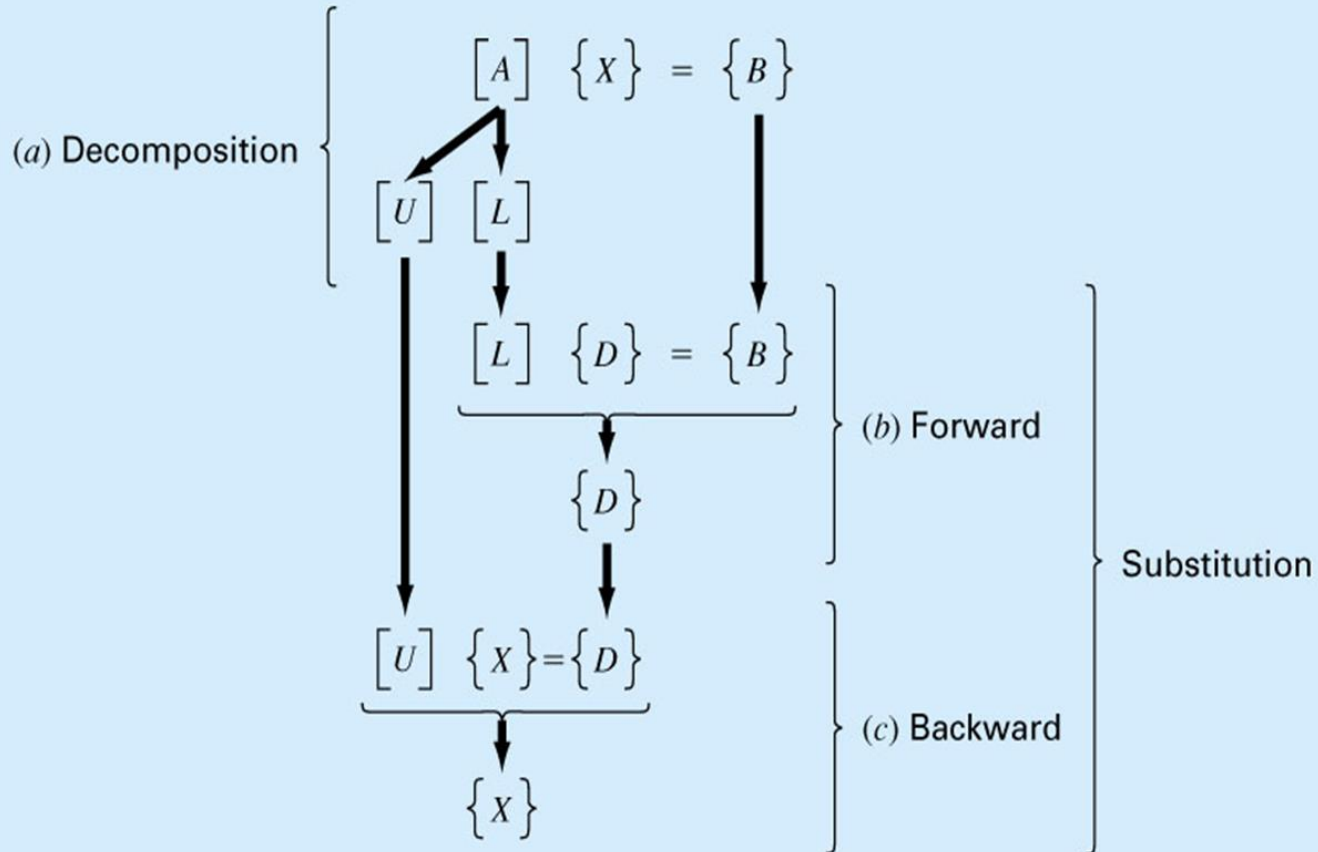 [A] {X} = {B}
(a) Decomposition
[U] [L]
[L] {D} = {B}
(b) Forward
{D}
Substitution
[U] {X}={D}
(c) Backward
{X}